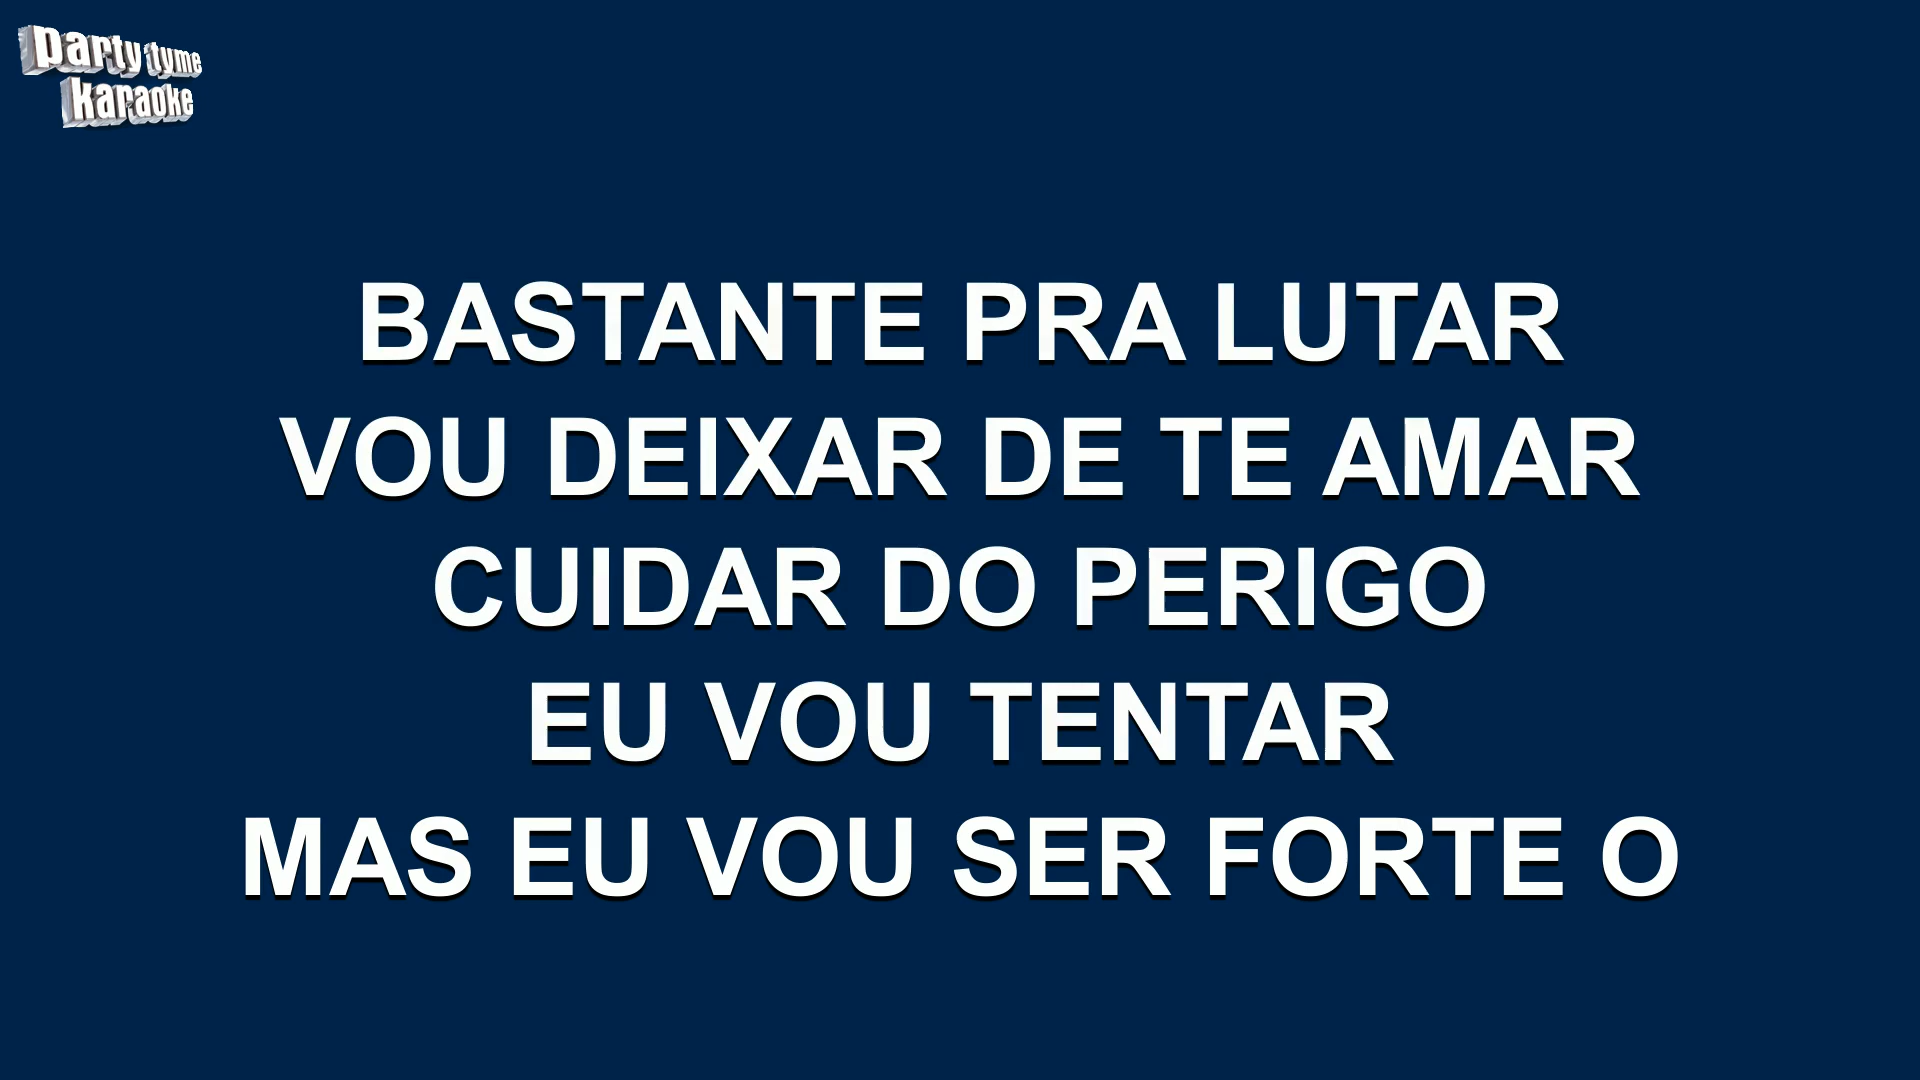 party tyme
karaoke
BASTANTE PRA LUTAR
VOU DEIXAR DE TE AMAR
CUIDAR DO PERIGO
EU VOU TENTAR
MAS EU VOU SER FORTE O